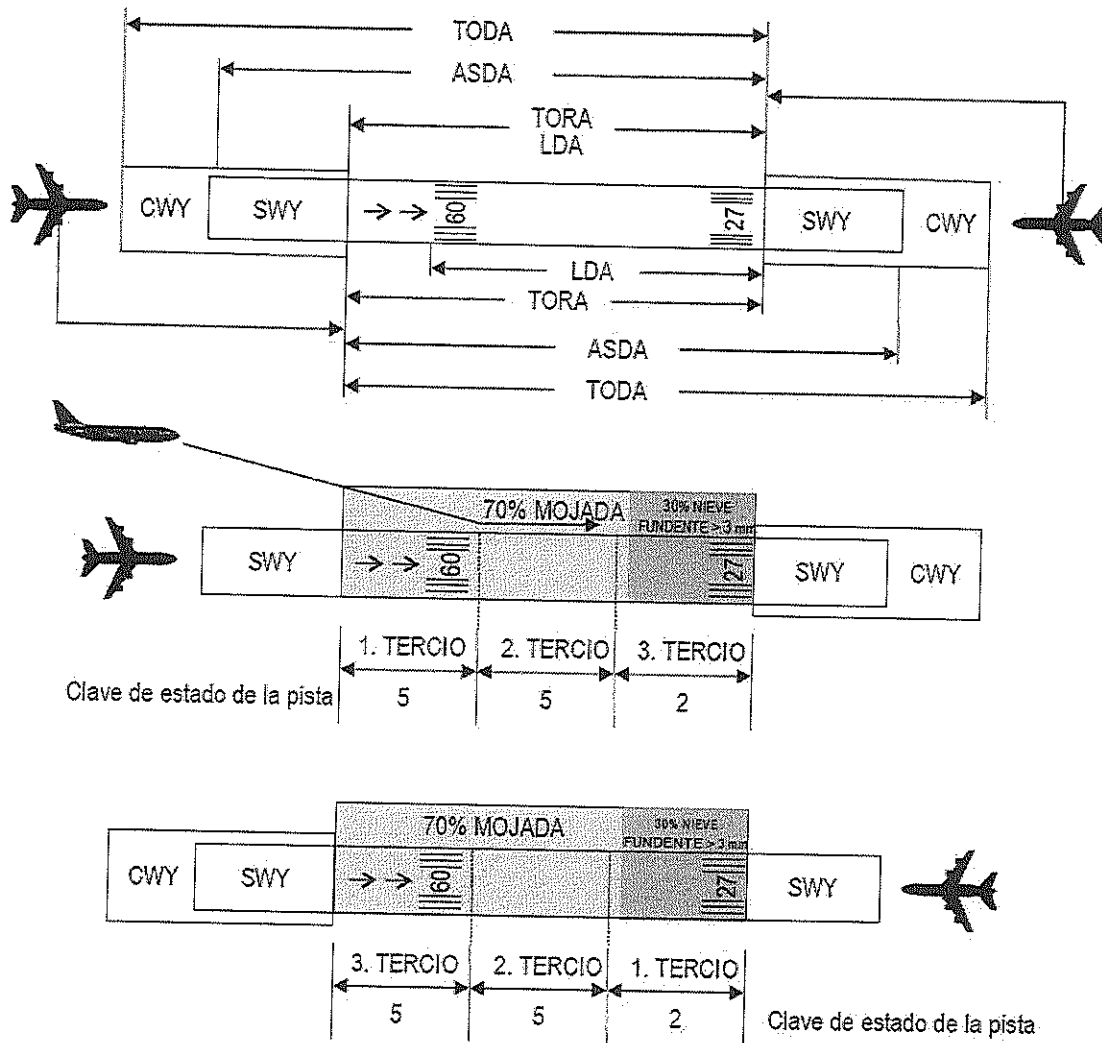 TODA
ASDA
TORA
LDA
CWY SWY 09 27 SWY CWY
LDA
TORA
ASDA
TODA
70% MOJADA
30% NIEVE
FUNDENTE > 3 mm
SWY 09 27 SWY CWY
1. TERCIO 2. TERCIO 3. TERCIO
Clave de estado de la pista 5 5 2
70% MOJADA
30% NIEVE
FUNDENTE > 3 mm
CWY SWY 09 27 SWY
3. TERCIO 2. TERCIO 1. TERCIO
5 5 2 Clave de estado de la pista